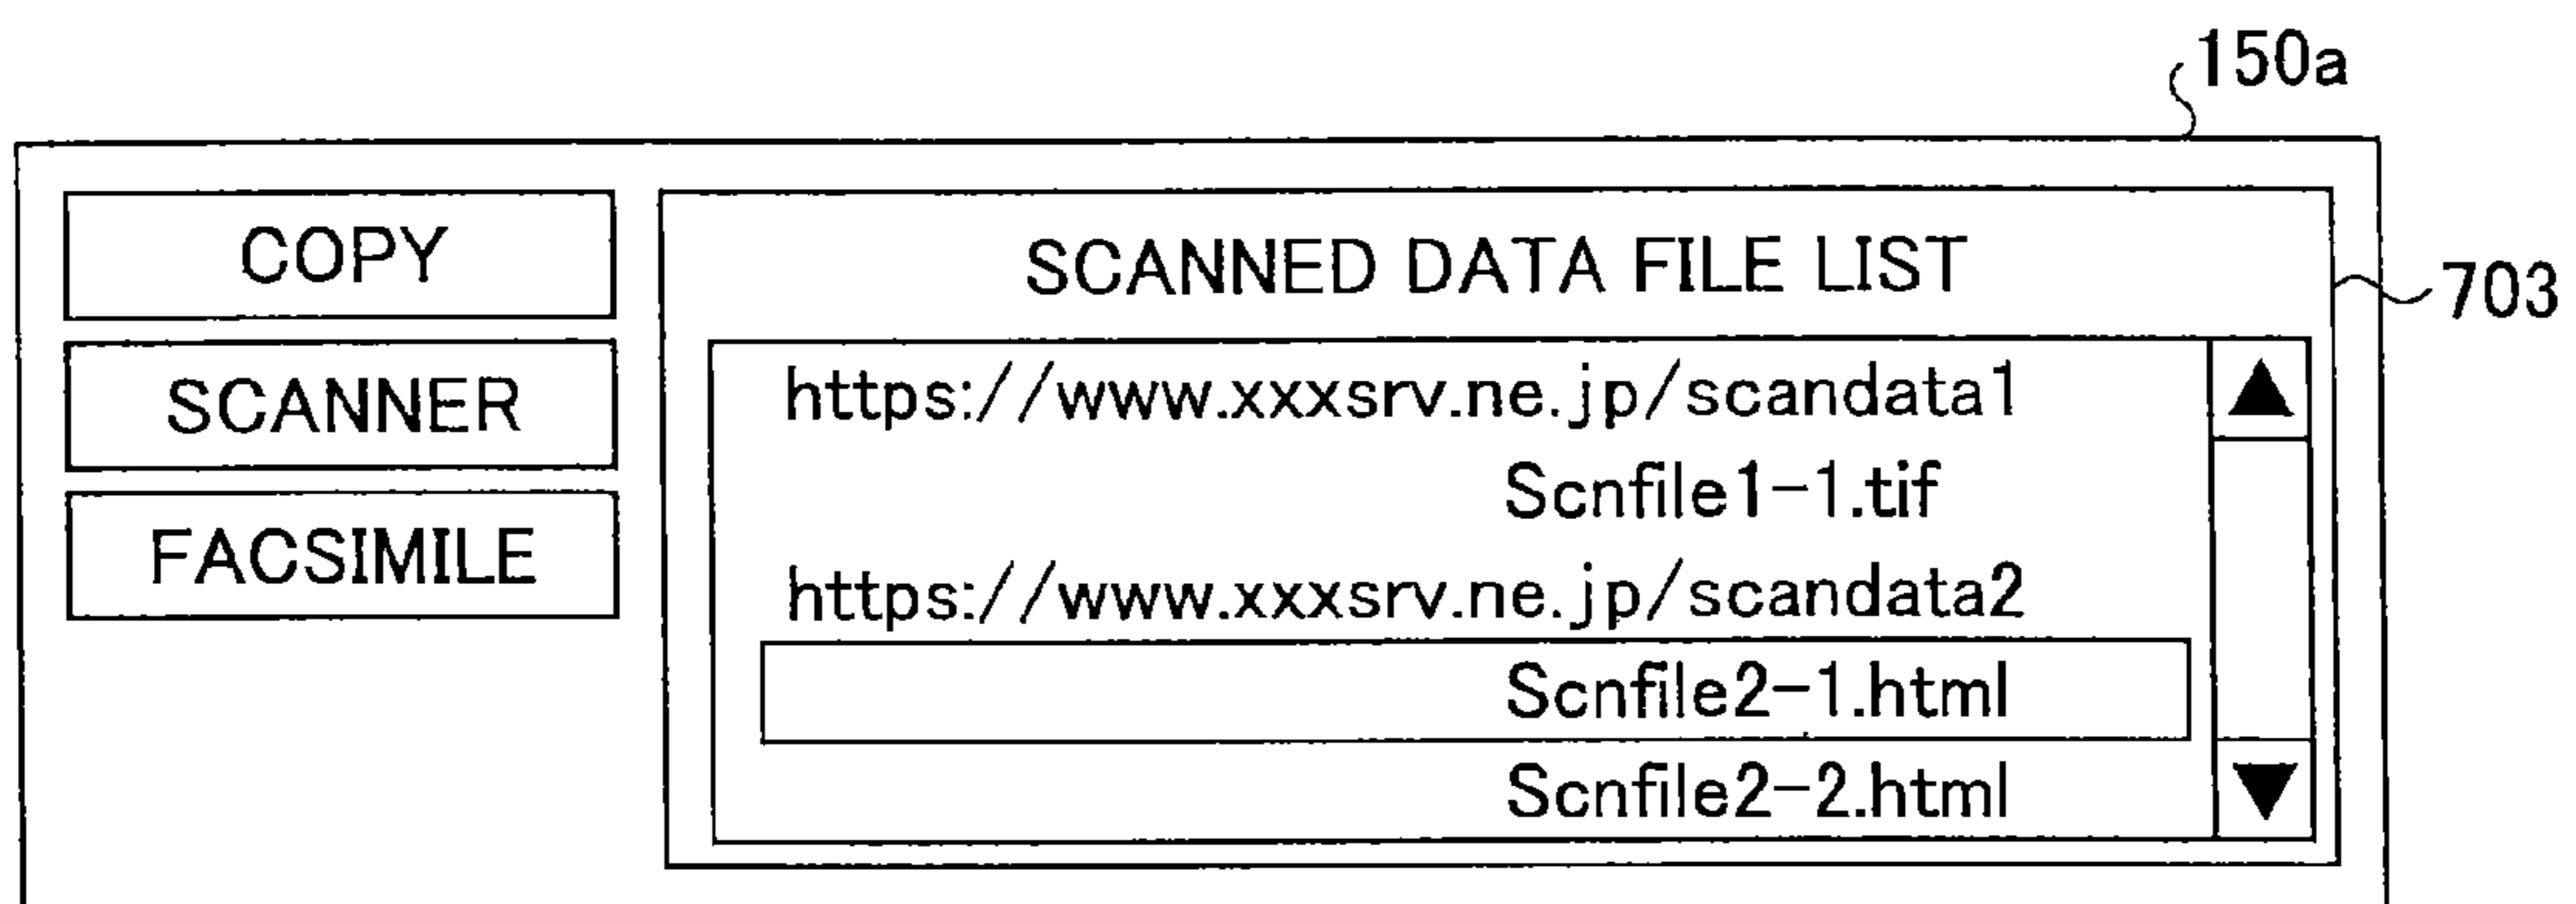 150a
COPY
SCANNER
FACSIMILE
SCANNED DATA FILE LIST
703
https://www.xxxsrv.ne.jp/scandata1
Scnfile1-1.tif
https://www.xxxsrv.ne.jp/scandata2
Scnfile2-1.html
Scnfile2-2.html